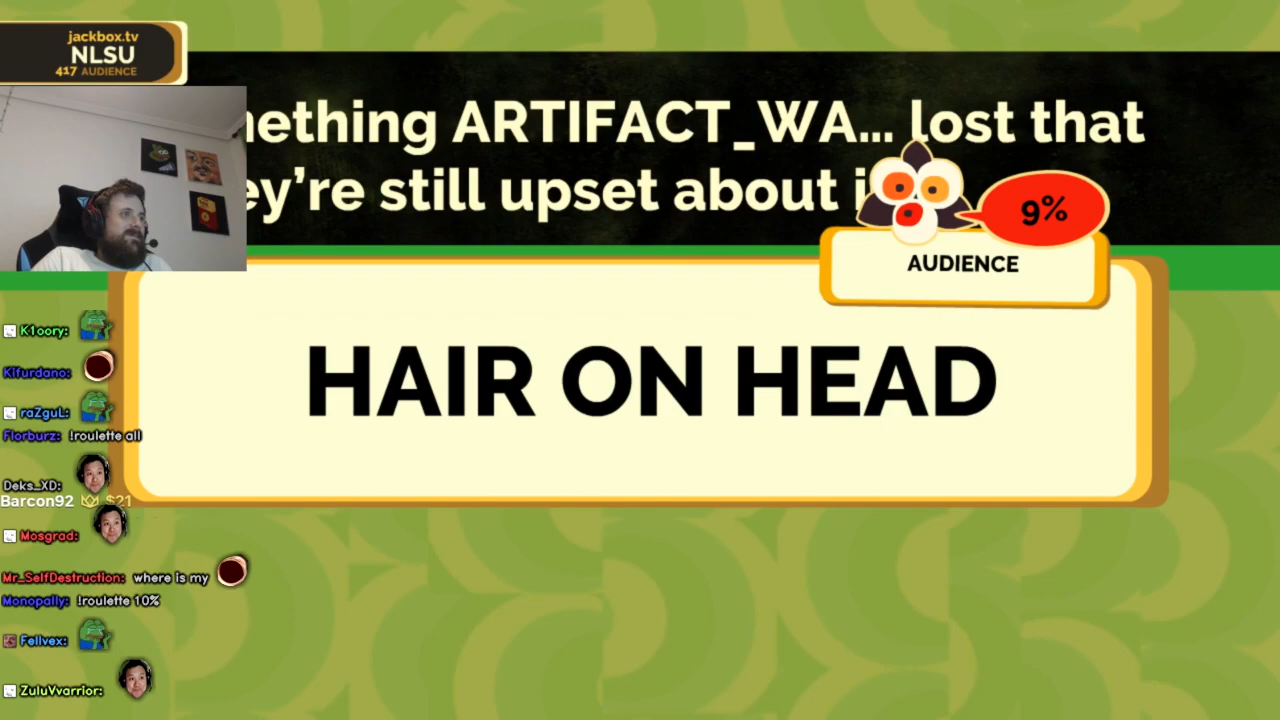 jackbox.tv
NLSU
417 AUDIENCE
mething ARTIFACT_WA... lost that
ey're still upset about i
9%
AUDIENCE
HAIR ON HEAD
K1oory:
Kifurdano:
raZguL:
Florburz: !roulette all
Deks_XD:
Barcon92 $21
Mosgrad:
Mr_SelfDestruction: where is my
Monopally: !roulette 10%
Fellvex:
ZuluVvarrior: